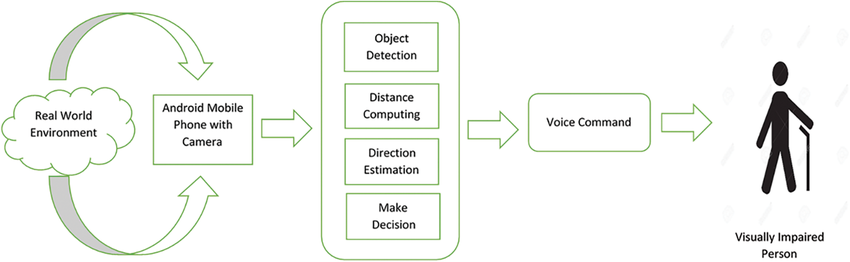 Real World
Environment
Android Mobile
Phone with
Camera
Object
Detection
Distance
Computing
Direction
Estimation
Make
Decision
Voice Command
Visually Impaired
Person